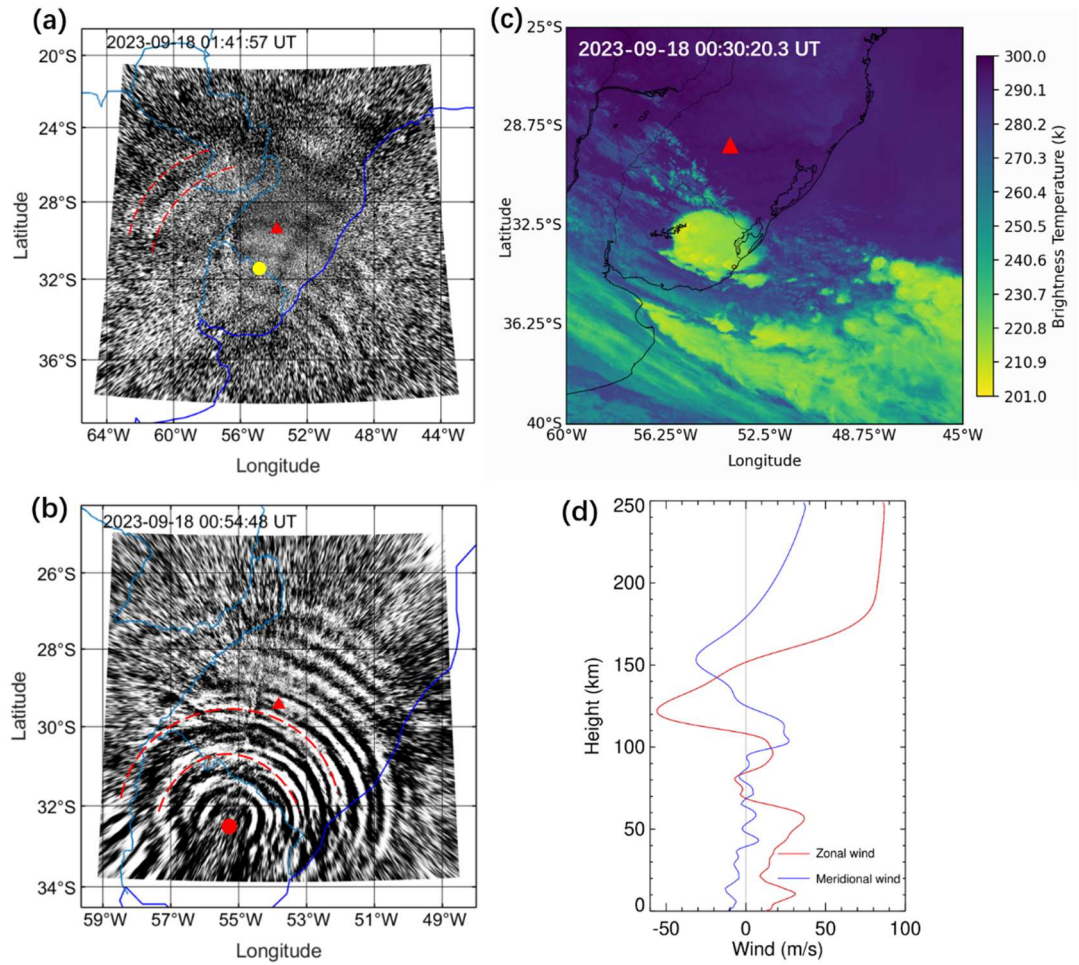 (a)
2023-09-18 01:41:57 UT
20°S
24°S
28°S
32°S
36°S
Latitude
64°W 60°W 56°W 52°W 48°W 44°W
Longitude
(c)
2023-09-18 00:30:20.3 UT
25°S
28.75°S
32.5°S
36.25°S
40°S
Latitude
60°W 56.25°W 52.5°W 48.75°W 45°W
Longitude
300.0
290.1
280.2
270.3
260.4
250.5
240.6
230.7
220.8
210.9
201.0
Brightness Temperature (k)
(b)
2023-09-18 00:54:48 UT
26°S
28°S
30°S
32°S
34°S
Latitude
59°W 57°W 55°W 53°W 51°W 49°W
Longitude
(d)
250
200
150
100
50
0
Height (km)
Zonal wind
Meridional wind
-50 0 50 100
Wind (m/s)